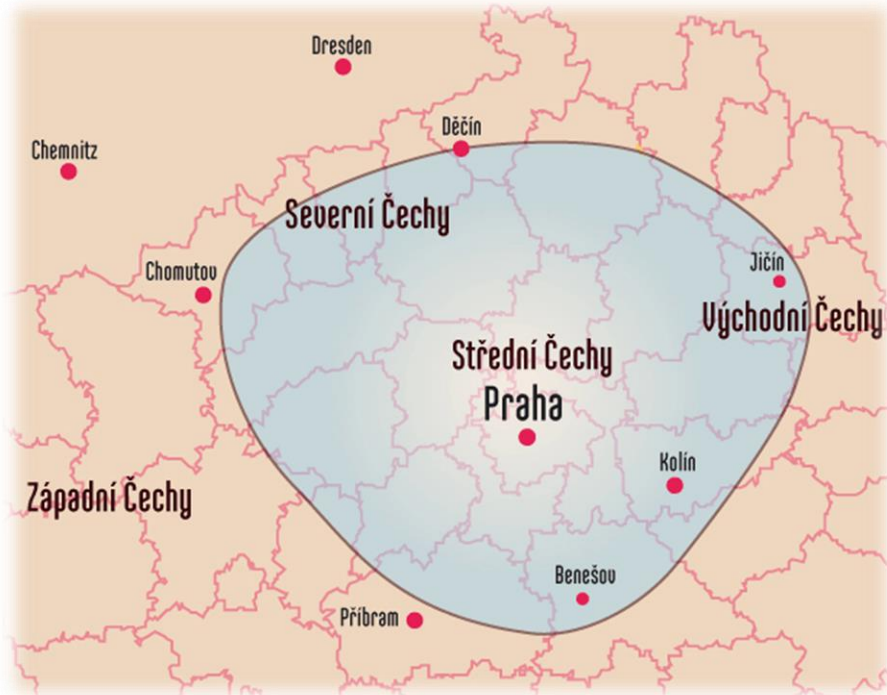 Dresden
Děčín
Chemnitz
Severní Čechy
Chomutov
Jičín
Východní Čechy
Střední Čechy
Praha
Kolín
Západní Čechy
Benešov
Příbram